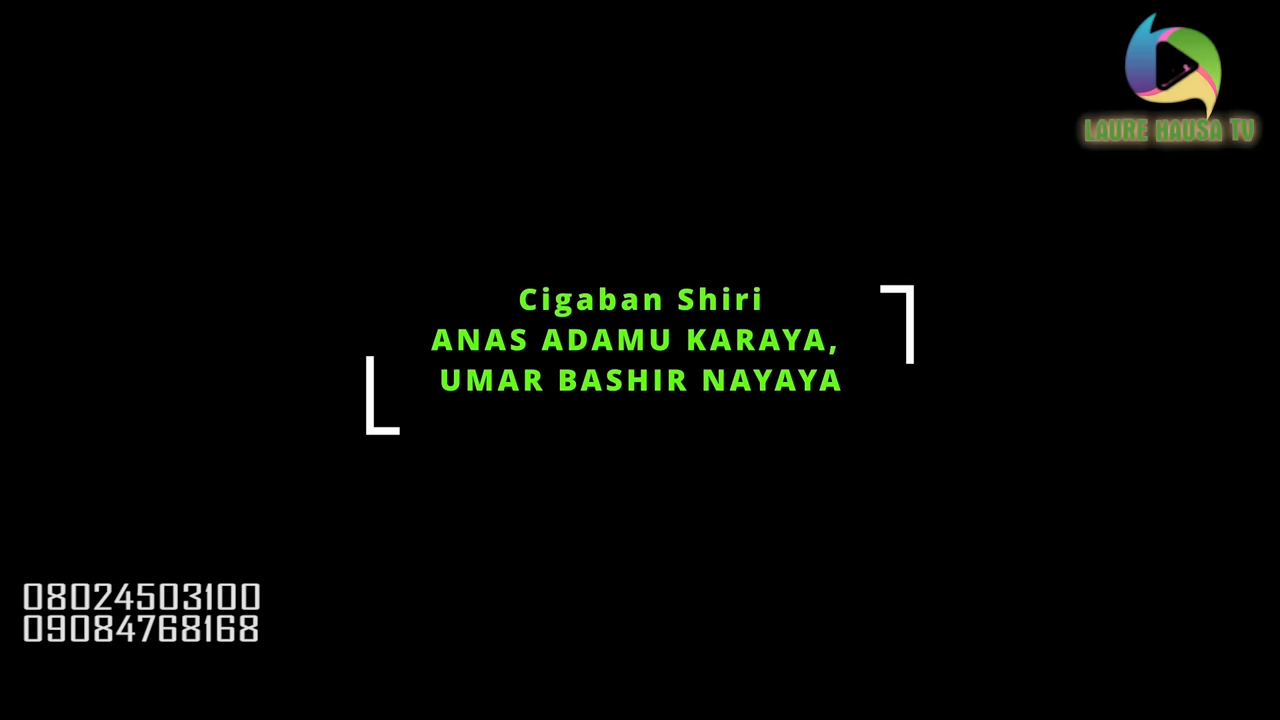 LAURE HAUSA TV
Cigaban Shiri
ANAS ADAMU KARAYA,
UMAR BASHIR NAYAYA
08024503100
09084768168